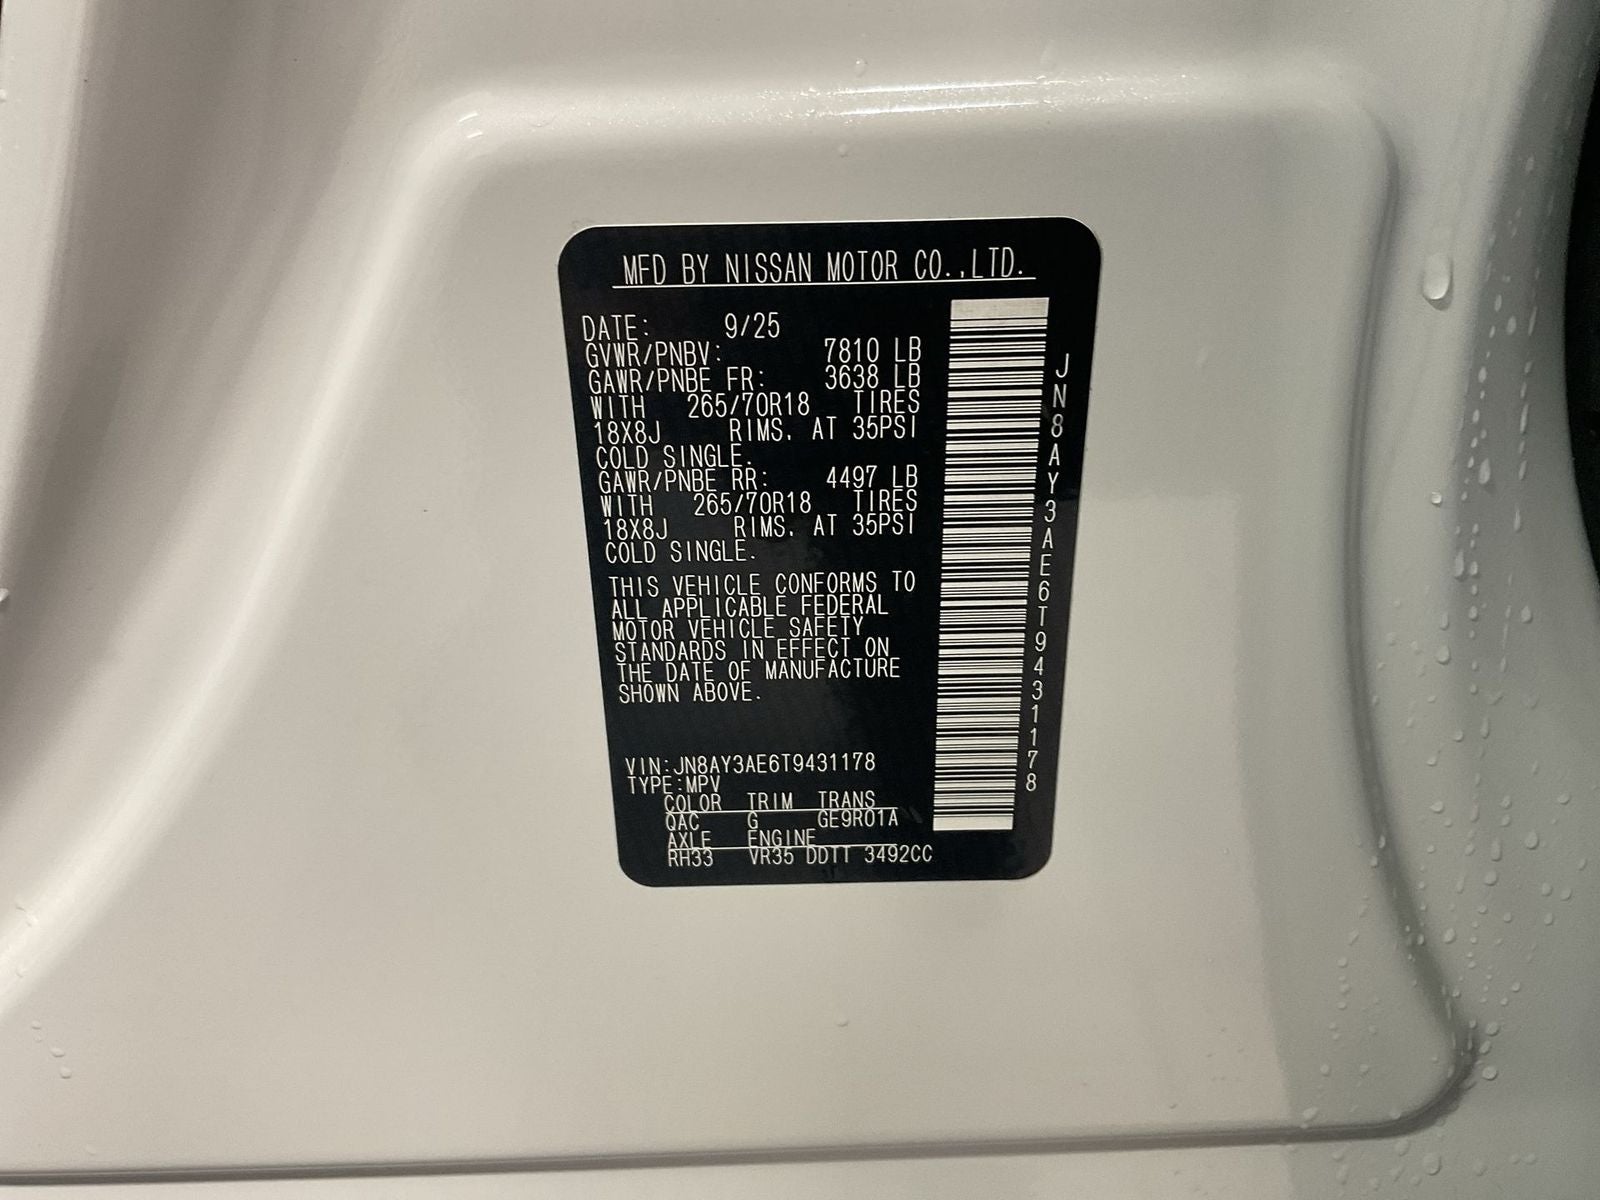 MFD BY NISSAN MOTOR CO.,LTD.
DATE: 9/25
GVWR/PNBV: 7810 LB
GAWR/PNBE FR: 3638 LB
WITH 265/70R18 TIRES
18X8J RIMS. AT 35PSI
COLD SINGLE.
GAWR/PNBE RR: 4497 LB
WITH 265/70R18 TIRES
18X8J RIMS. AT 35PSI
COLD SINGLE.
THIS VEHICLE CONFORMS TO
ALL APPLICABLE FEDERAL
MOTOR VEHICLE SAFETY
STANDARDS IN EFFECT ON
THE DATE OF MANUFACTURE
SHOWN ABOVE.
VIN:JN8AY3AE6T9431178
TYPE:MPV
COLOR TRIM TRANS
QAC G GE9R01A
AXLE ENGINE
RH33 VR35 DDTT 3492CC
JN8AY3AE6T9431178